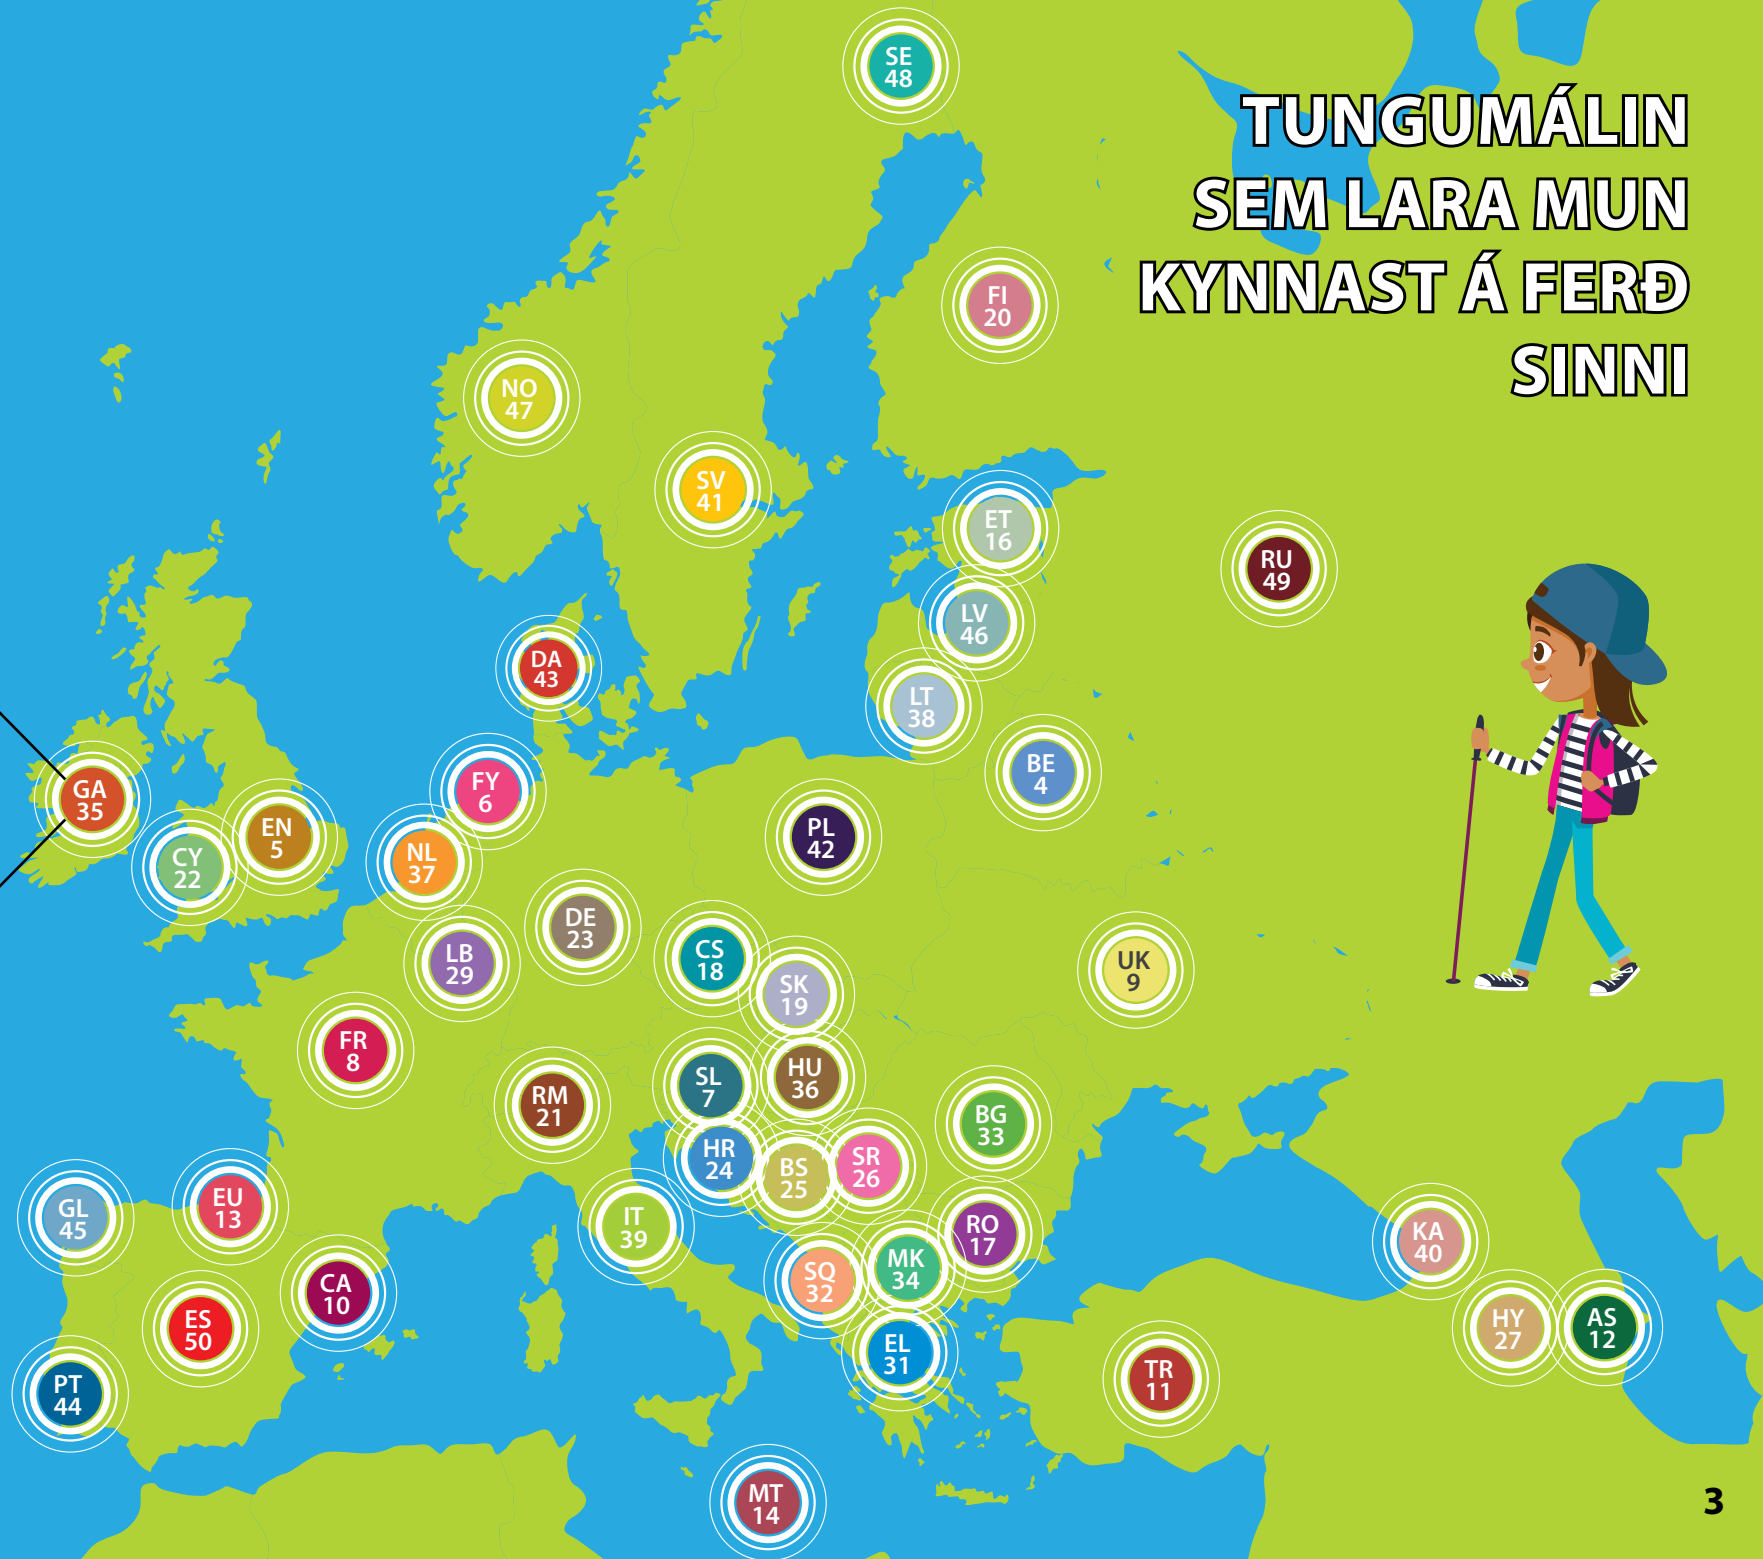 TUNGUMÁLIN
SEM LARA MUN
KYNNAST Á FERÐ
SINNI
SE
48
FI
20
NO
47
SV
41
ET
16
RU
49
LV
46
DA
43
LT
38
BE
4
FY
6
GA
35
EN
5
PL
42
NL
37
CY
22
DE
23
CS
18
LB
29
UK
9
SK
19
FR
8
HU
36
SL
7
RM
21
BG
33
HR
24
SR
26
BS
25
EU
13
GL
45
IT
39
RO
17
KA
40
MK
34
SQ
32
CA
10
ES
50
HY
27
AS
12
EL
31
TR
11
PT
44
MT
14
3